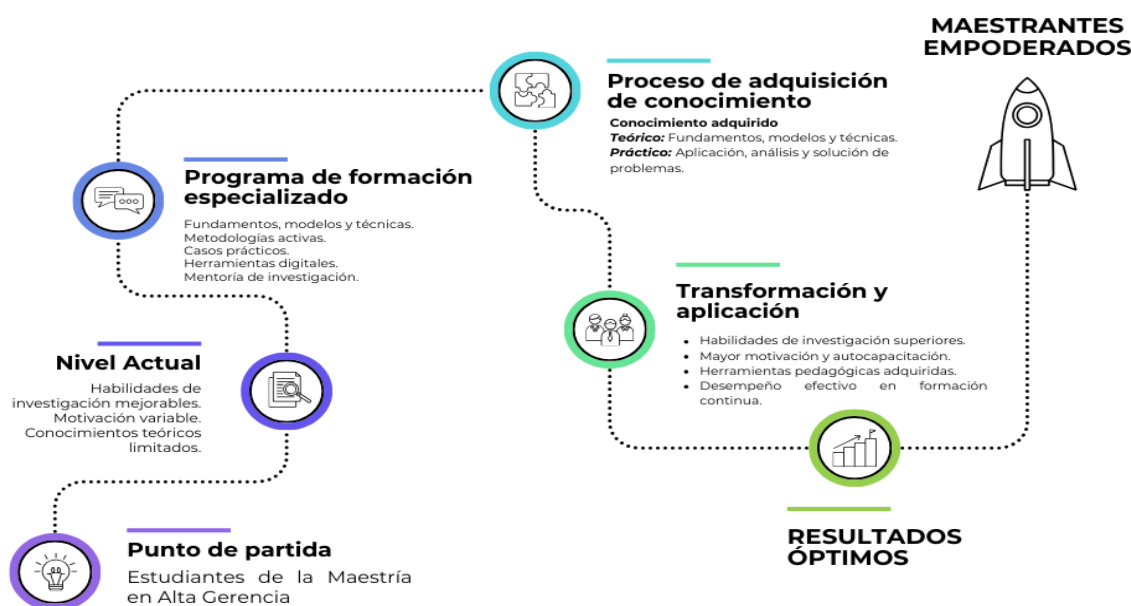 MAESTRANTES
EMPODERADOS
Proceso de adquisición
de conocimiento
Conocimiento adquirido
Teórico: Fundamentos, modelos y técnicas.
Práctico: Aplicación, análisis y solución de
problemas.
Programa de formación
especializado
Fundamentos, modelos y técnicas.
Metodologías activas.
Casos prácticos.
Herramientas digitales.
Mentoría de investigación.
Transformación y
aplicación
• Habilidades de investigación superiores.
• Mayor motivación y autocapacitación.
• Herramientas pedagógicas adquiridas.
• Desempeño efectivo en formación
continua.
Nivel Actual
Habilidades de
investigación mejorables.
Motivación variable.
Conocimientos teóricos
limitados.
RESULTADOS
ÓPTIMOS
Punto de partida
Estudiantes de la Maestría
en Alta Gerencia